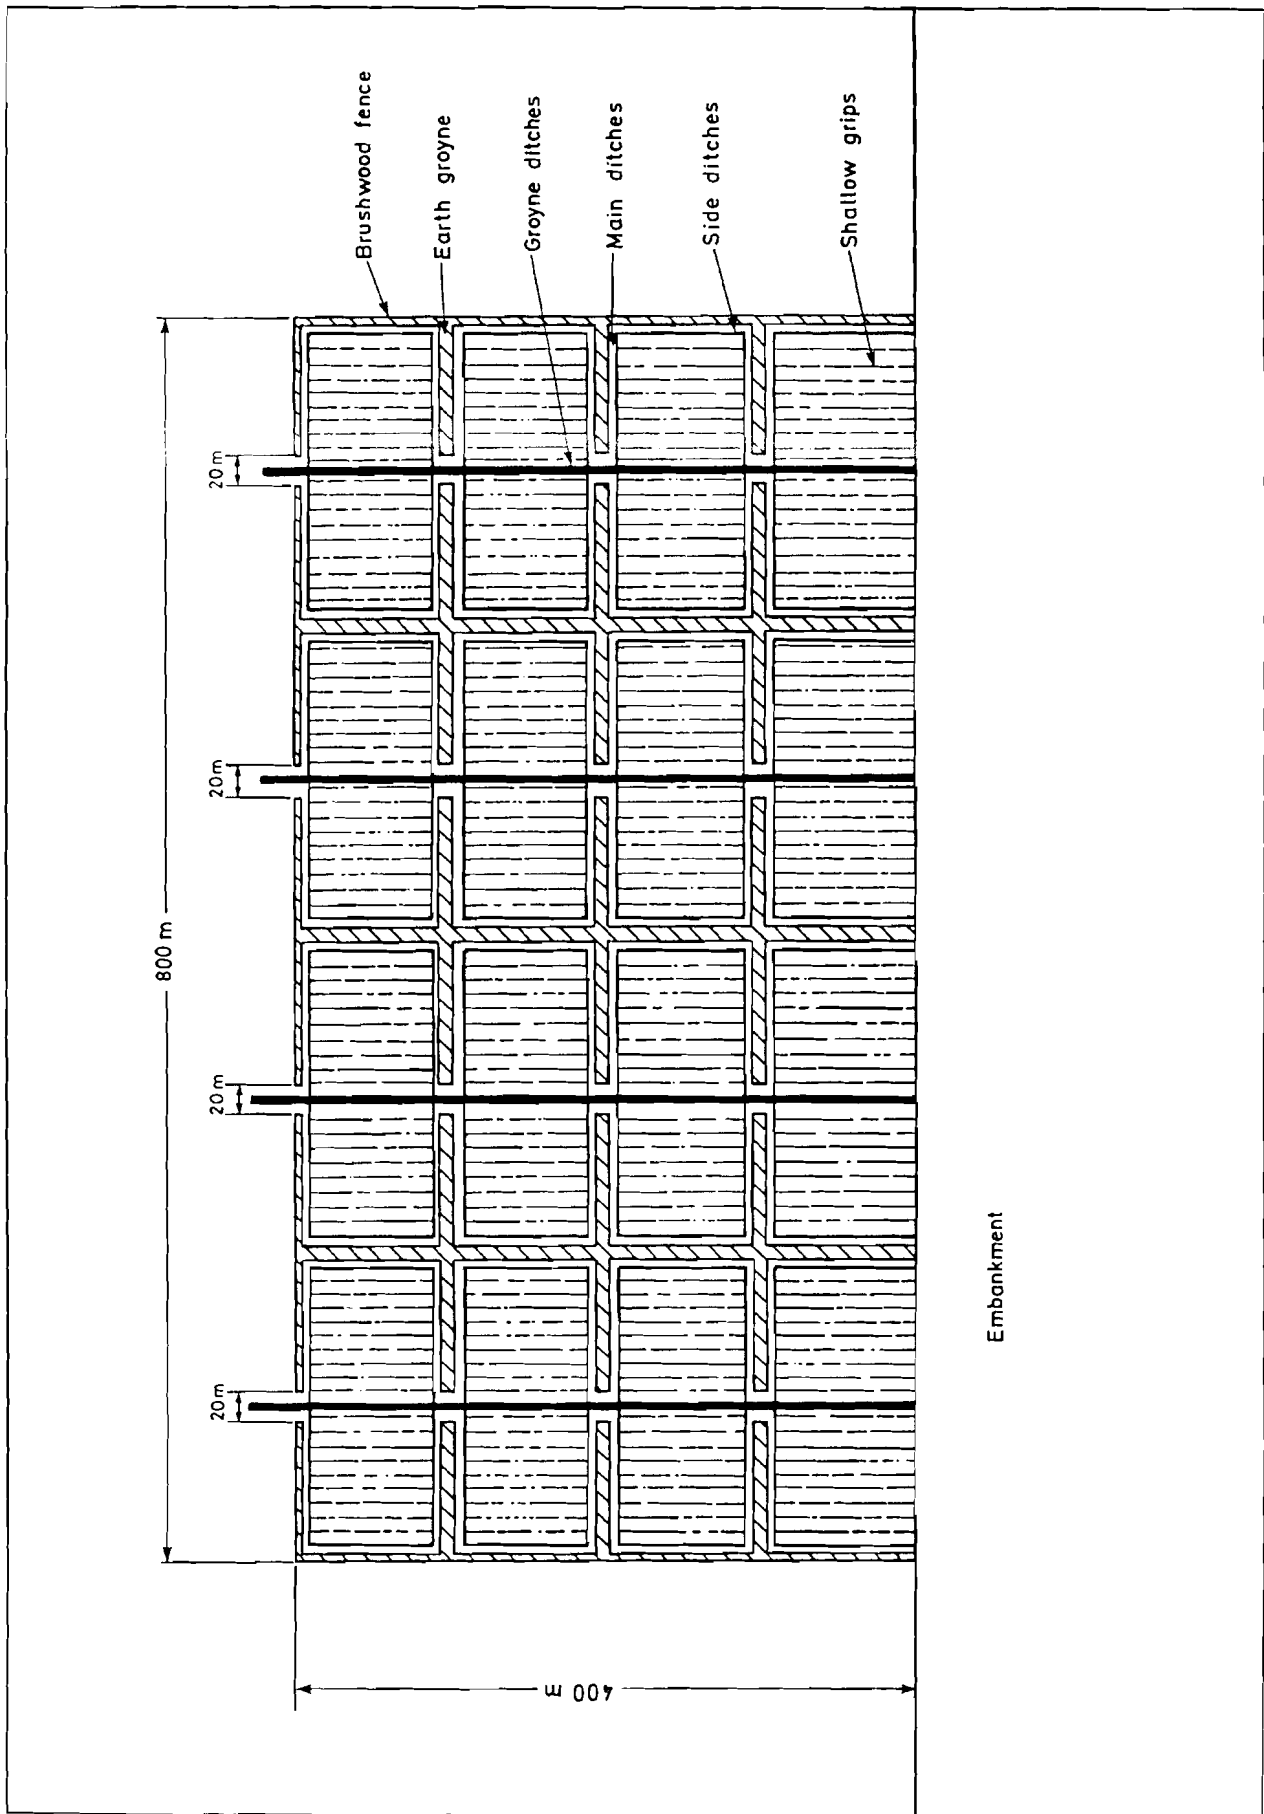 Brushwood fence
Earth groyne
Groyne ditches
Main ditches
Side ditches
Shallow grips
800 m
20 m
20 m
20 m
20 m
400 m
Embankment